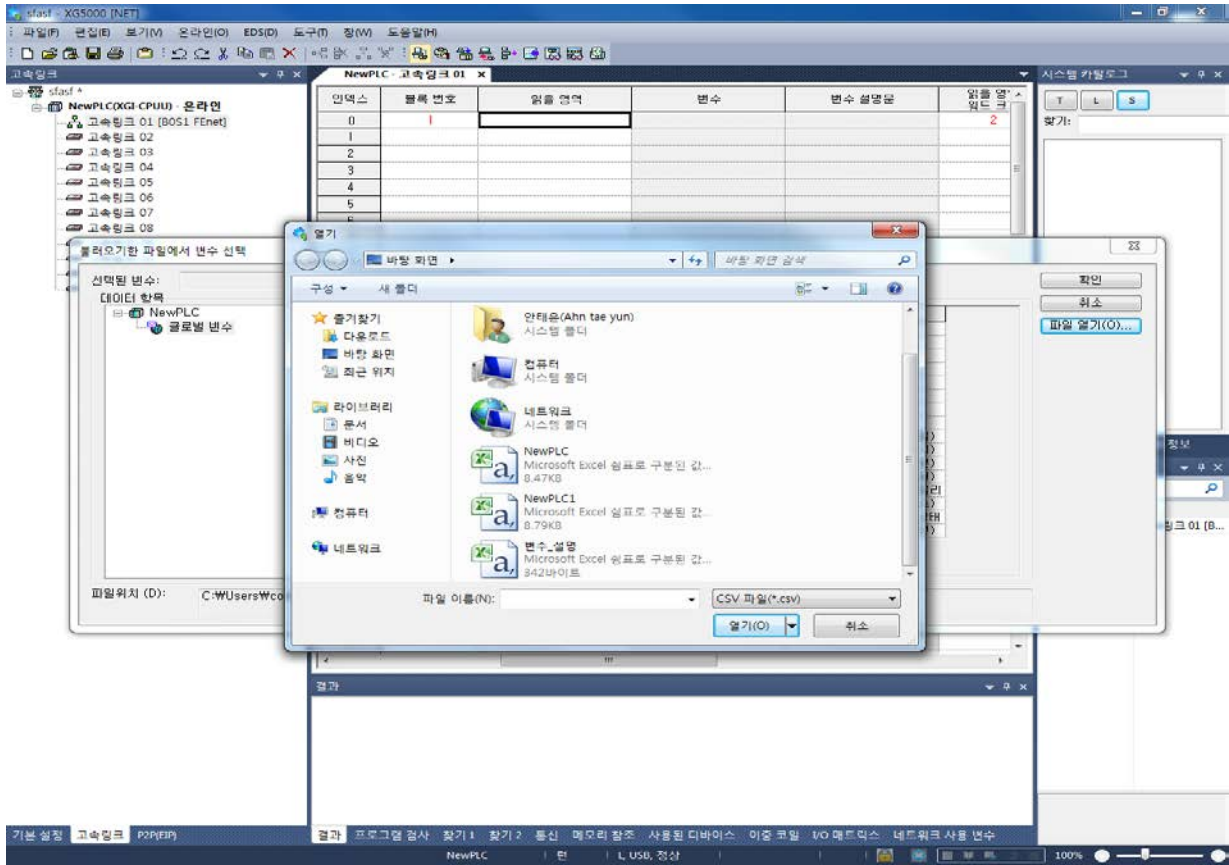 sfasf - XG5000 [NET]
파일(F) 편집(E) 보기(V) 온라인(O) EDS(D) 도구(T) 창(W) 도움말(H)
고속링크
sfasf *
NewPLC(XGI-CPUU) - 온라인
고속링크 01 [B0S1 FEnet]
고속링크 02
고속링크 03
고속링크 04
고속링크 05
고속링크 06
고속링크 07
고속링크 08
NewPLC - 고속링크 01
인덱스 블록 번호 읽을 영역 변수 변수 설명문
0 1 2
1
2
3
4
5
시스템 카탈로그
T L S
찾기:
불러오기한 파일에서 변수 선택
선택된 변수:
데이터 항목
NewPLC
글로벌 변수
파일위치 (D): C:₩Users₩co
확인
취소
파일 열기(O)...
열기
바탕 화면
바탕 화면 검색
구성 새 폴더
즐겨찾기
다운로드
바탕 화면
최근 위치
라이브러리
문서
비디오
사진
음악
컴퓨터
네트워크
안태윤(Ahn tae yun)
시스템 폴더
컴퓨터
시스템 폴더
네트워크
시스템 폴더
NewPLC
Microsoft Excel 쉼표로 구분된 값...
8.47KB
NewPLC1
Microsoft Excel 쉼표로 구분된 값...
8.79KB
변수_설명
Microsoft Excel 쉼표로 구분된 값...
342바이트
파일 이름(N): CSV 파일(*.csv)
열기(O) 취소
정보
링크 01 [B...
결과
기본 설정 고속링크 P2P(EIP)
결과 프로그램 검사 찾기 1 찾기 2 통신 메모리 참조 사용된 디바이스 이중 코일 I/O 매트릭스 네트워크 사용 변수
NewPLC 런 L, USB, 정상 100%